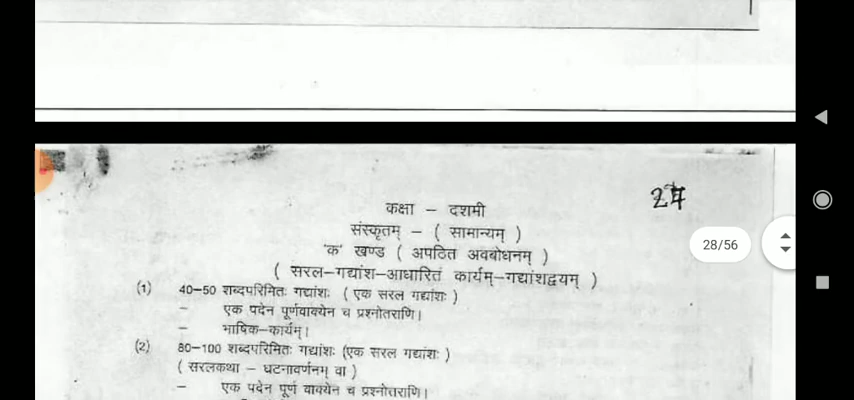 कक्षा – दशमी
27
संस्कृतम् – ( सामान्यम् )
'क' खण्ड ( अपठित अवबोधनम् )
28/56
( सरल–गद्यांश–आधारितं कार्यम्–गद्यांशद्वयम् )
(1) 40-50 शब्दपरिमितः गद्यांशः ( एक सरल गद्यांशः )
– एक पदेन पूर्णवाक्येन च प्रश्नोतराणि।
– भाषिक–कार्यम्।
(2) 80-100 शब्दपरिमितः गद्यांशः (एक सरल गद्यांशः )
( सरलकथा – घटनावर्णनम् वा )
– एक पदेन पूर्ण वाक्येन च प्रश्नोतराणि।